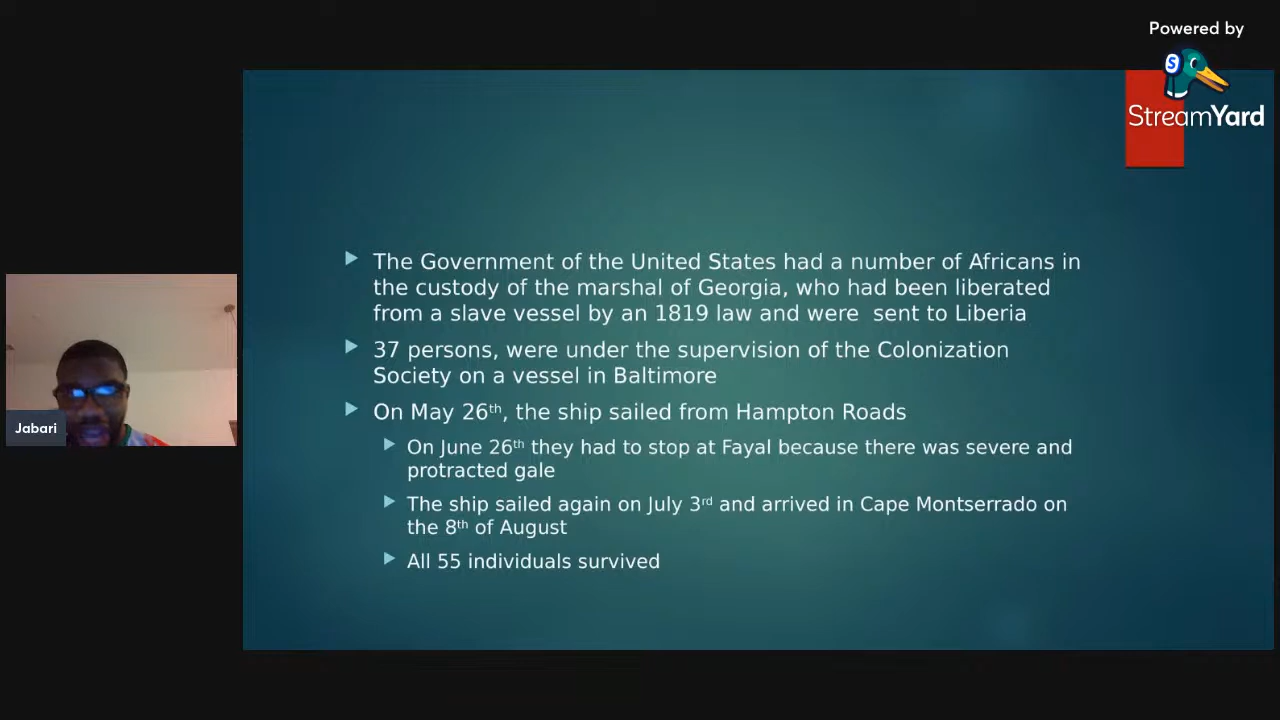 Powered by
StreamYard
The Government of the United States had a number of Africans in
the custody of the marshal of Georgia, who had been liberated
from a slave vessel by an 1819 law and were  sent to Liberia
37 persons, were under the supervision of the Colonization
Society on a vessel in Baltimore
On May 26th, the ship sailed from Hampton Roads
On June 26th they had to stop at Fayal because there was severe and
protracted gale
The ship sailed again on July 3rd and arrived in Cape Montserrado on
the 8th of August
All 55 individuals survived
Jabari